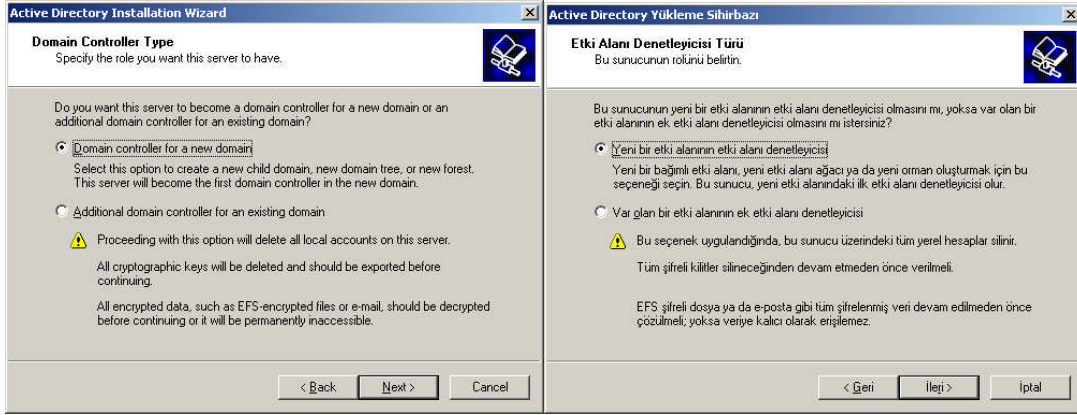 Active Directory Installation Wizard
Domain Controller Type
Specify the role you want this server to have.
Do you want this server to become a domain controller for a new domain or an
additional domain controller for an existing domain?
Domain controller for a new domain
Select this option to create a new child domain, new domain tree, or new forest.
This server will become the first domain controller in the new domain.
Additional domain controller for an existing domain
Proceeding with this option will delete all local accounts on this server.
All cryptographic keys will be deleted and should be exported before
continuing.
All encrypted data, such as EFS-encrypted files or e-mail, should be decrypted
before continuing or it will be permanently inaccessible.
< Back
Next >
Cancel
Active Directory Yükleme Sihirbazı
Etki Alanı Denetleyicisi Türü
Bu sunucunun rolünü belirtin.
Bu sunucunun yeni bir etki alanının etki alanı denetleyicisi olmasını mı, yoksa var olan bir
etki alanının ek etki alanı denetleyicisi olmasını mı istersiniz?
Yeni bir etki alanının etki alanı denetleyicisi
Yeni bir bağımlı etki alanı, yeni etki alanı ağacı ya da yeni orman oluşturmak için bu
seçeneği seçin. Bu sunucu, yeni etki alanındaki ilk etki alanı denetleyicisi olur.
Var olan bir etki alanının ek etki alanı denetleyicisi
Bu seçenek uygulandığında, bu sunucu üzerindeki tüm yerel hesaplar silinir.
Tüm şifreli kilitler silineceğinden devam etmeden önce verilmeli.
EFS şifreli dosya ya da e-posta gibi tüm şifrelenmiş veri devam edilmeden önce
çözülmeli; yoksa veriye kalıcı olarak erişilemez.
< Geri
İleri >
İptal